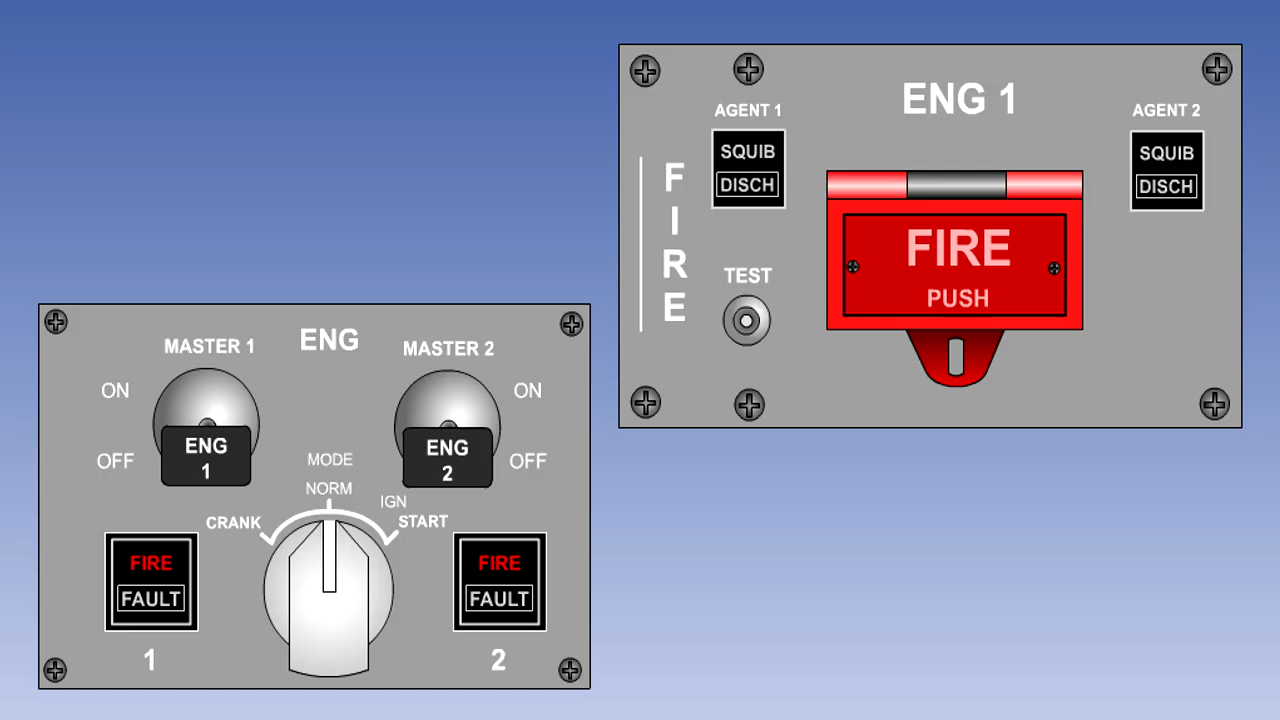 ENG
MASTER 1
MASTER 2
ON
ON
OFF
OFF
ENG
1
ENG
2
MODE
NORM
IGN
CRANK
START
FIRE
FAULT
FIRE
FAULT
1
2
ENG 1
AGENT 1
AGENT 2
SQUIB
DISCH
SQUIB
DISCH
FIRE
TEST
FIRE
PUSH